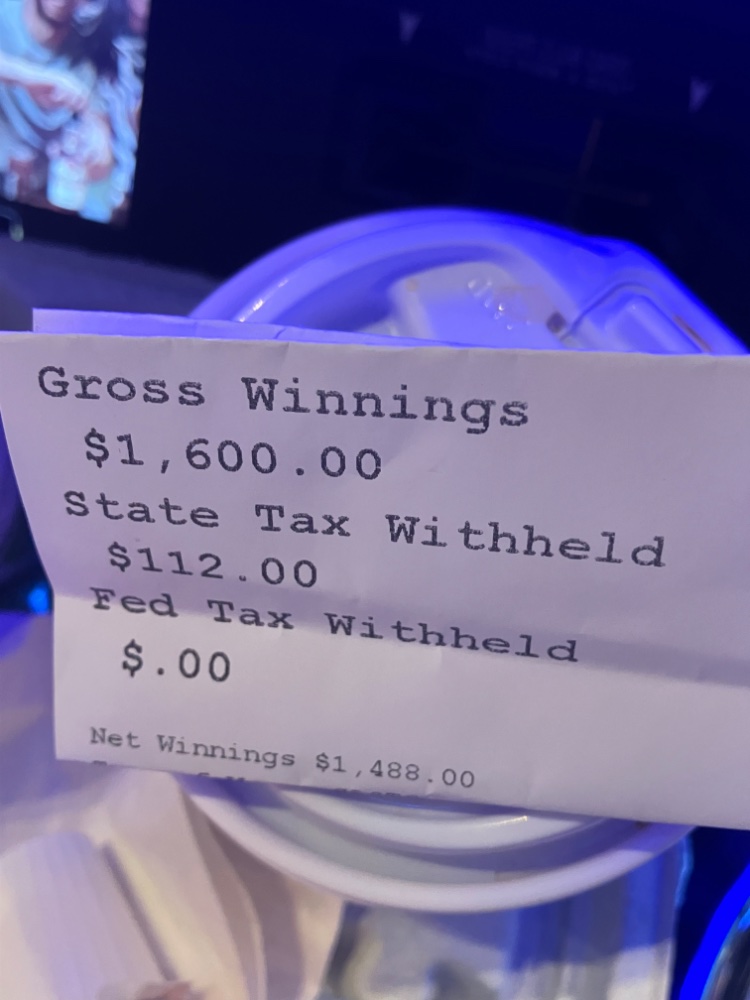 Gross Winnings
$1,600.00
State Tax Withheld
$112.00
Fed Tax Withheld
$.00
Net Winnings $1,488.00